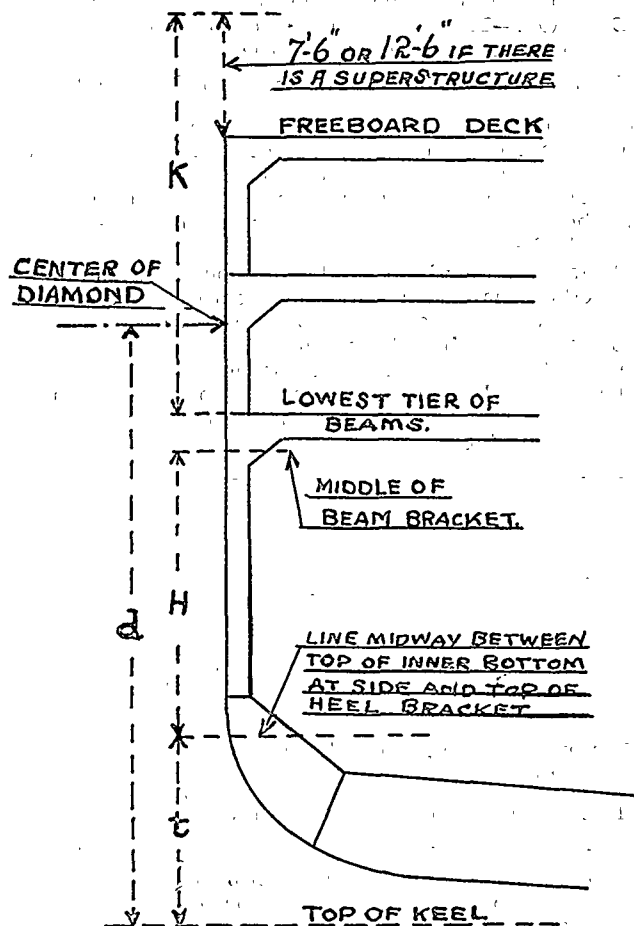 7'-6" OR 12'-6" IF THERE
IS A SUPERSTRUCTURE
FREEBOARD DECK
K
CENTER OF
DIAMOND
LOWEST TIER OF
BEAMS.
MIDDLE OF
BEAM BRACKET.
H
d
LINE MIDWAY BETWEEN
TOP OF INNER BOTTOM
AT SIDE AND TOP OF
HEEL BRACKET
t
TOP OF KEEL